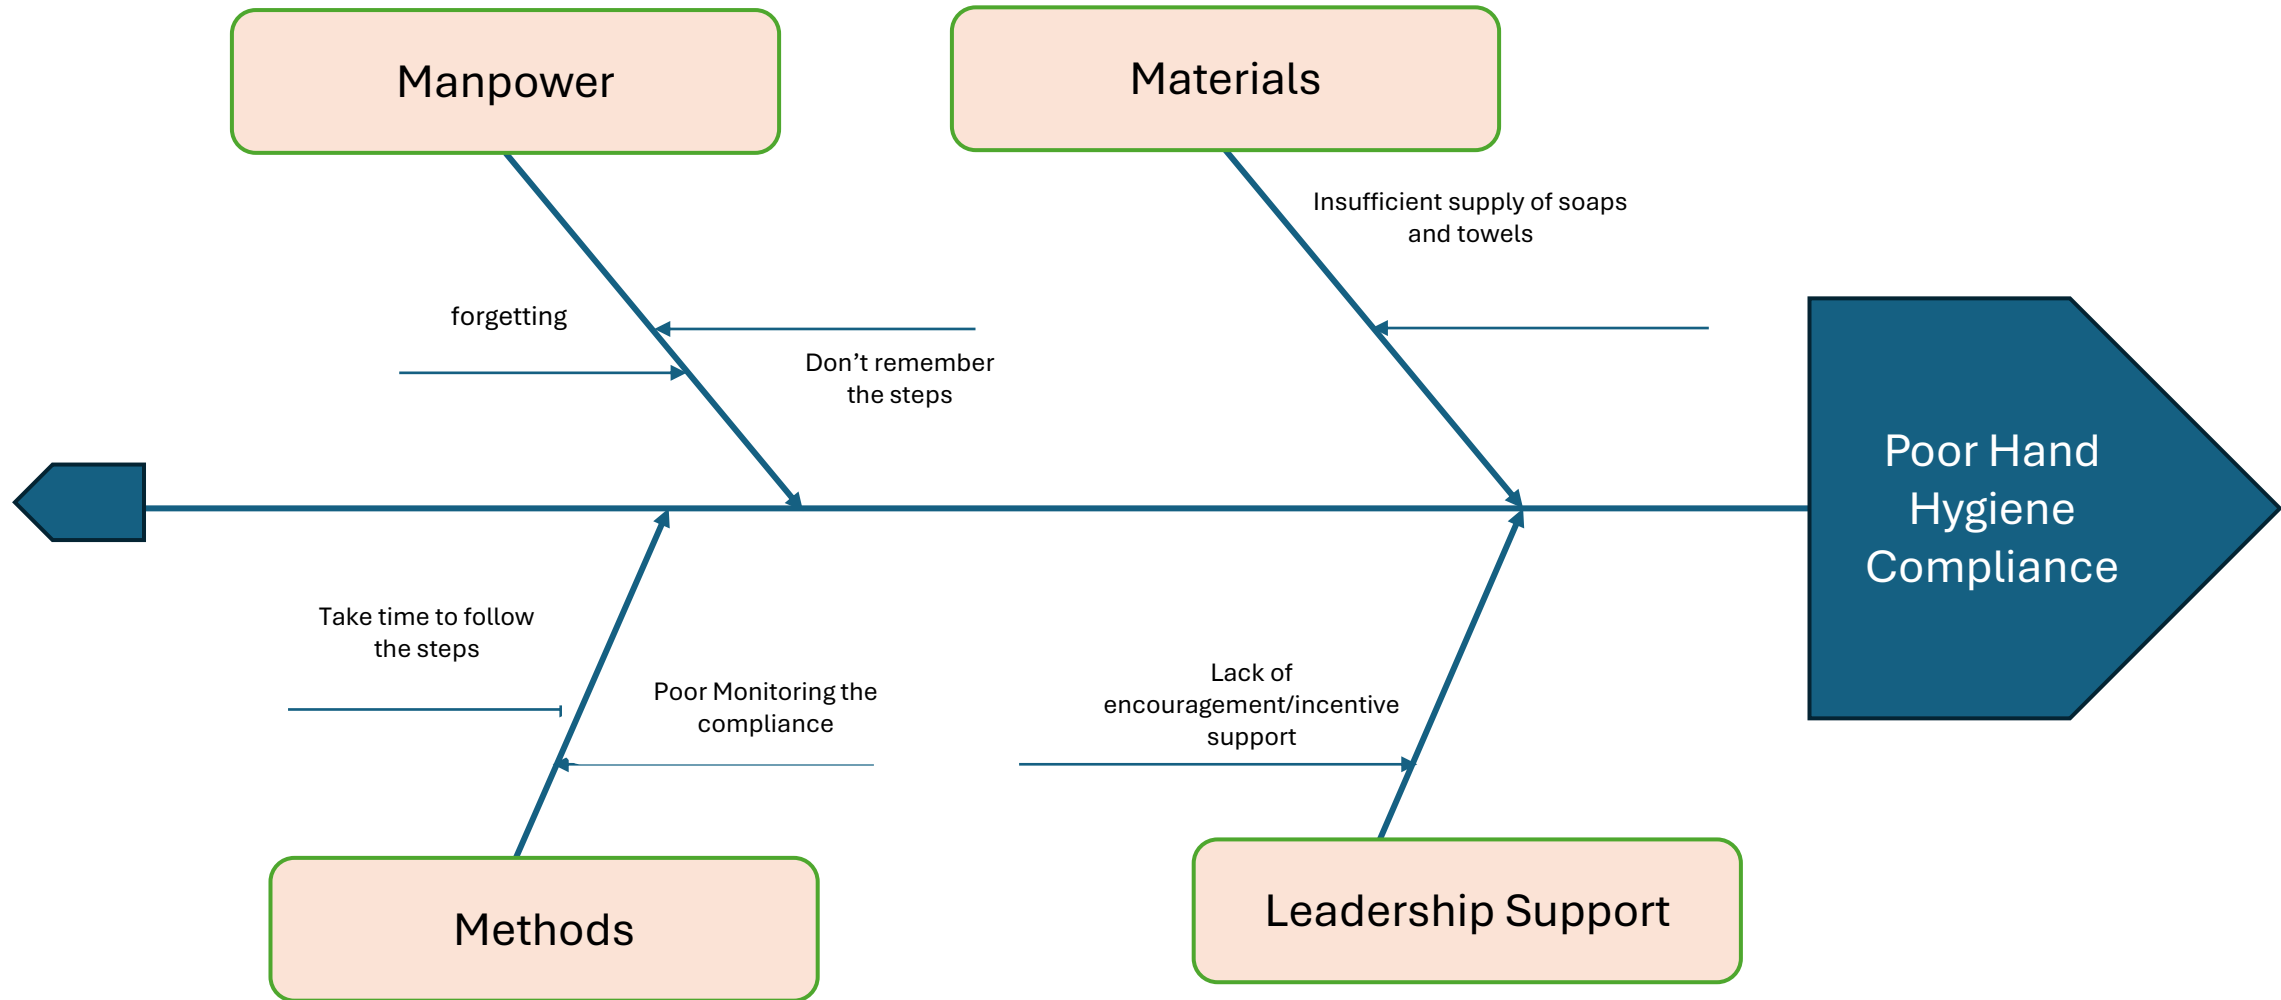 Manpower
Materials
Insufficient supply of soaps
and towels
forgetting
Don’t remember
the steps
Poor Hand
Hygiene
Compliance
Take time to follow
the steps
Poor Monitoring the
compliance
Lack of
encouragement/incentive
support
Methods
Leadership Support